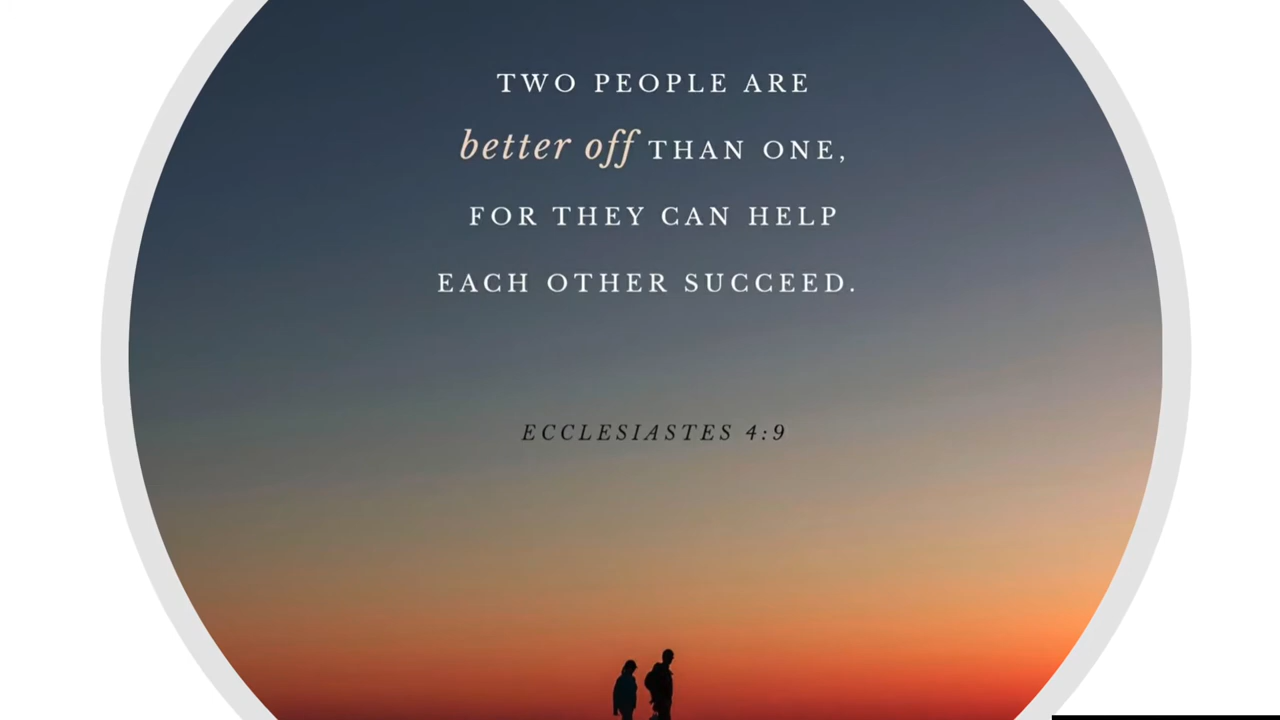 TWO PEOPLE ARE
better off THAN ONE,
FOR THEY CAN HELP
EACH OTHER SUCCEED.
ECCLESIASTES 4:9